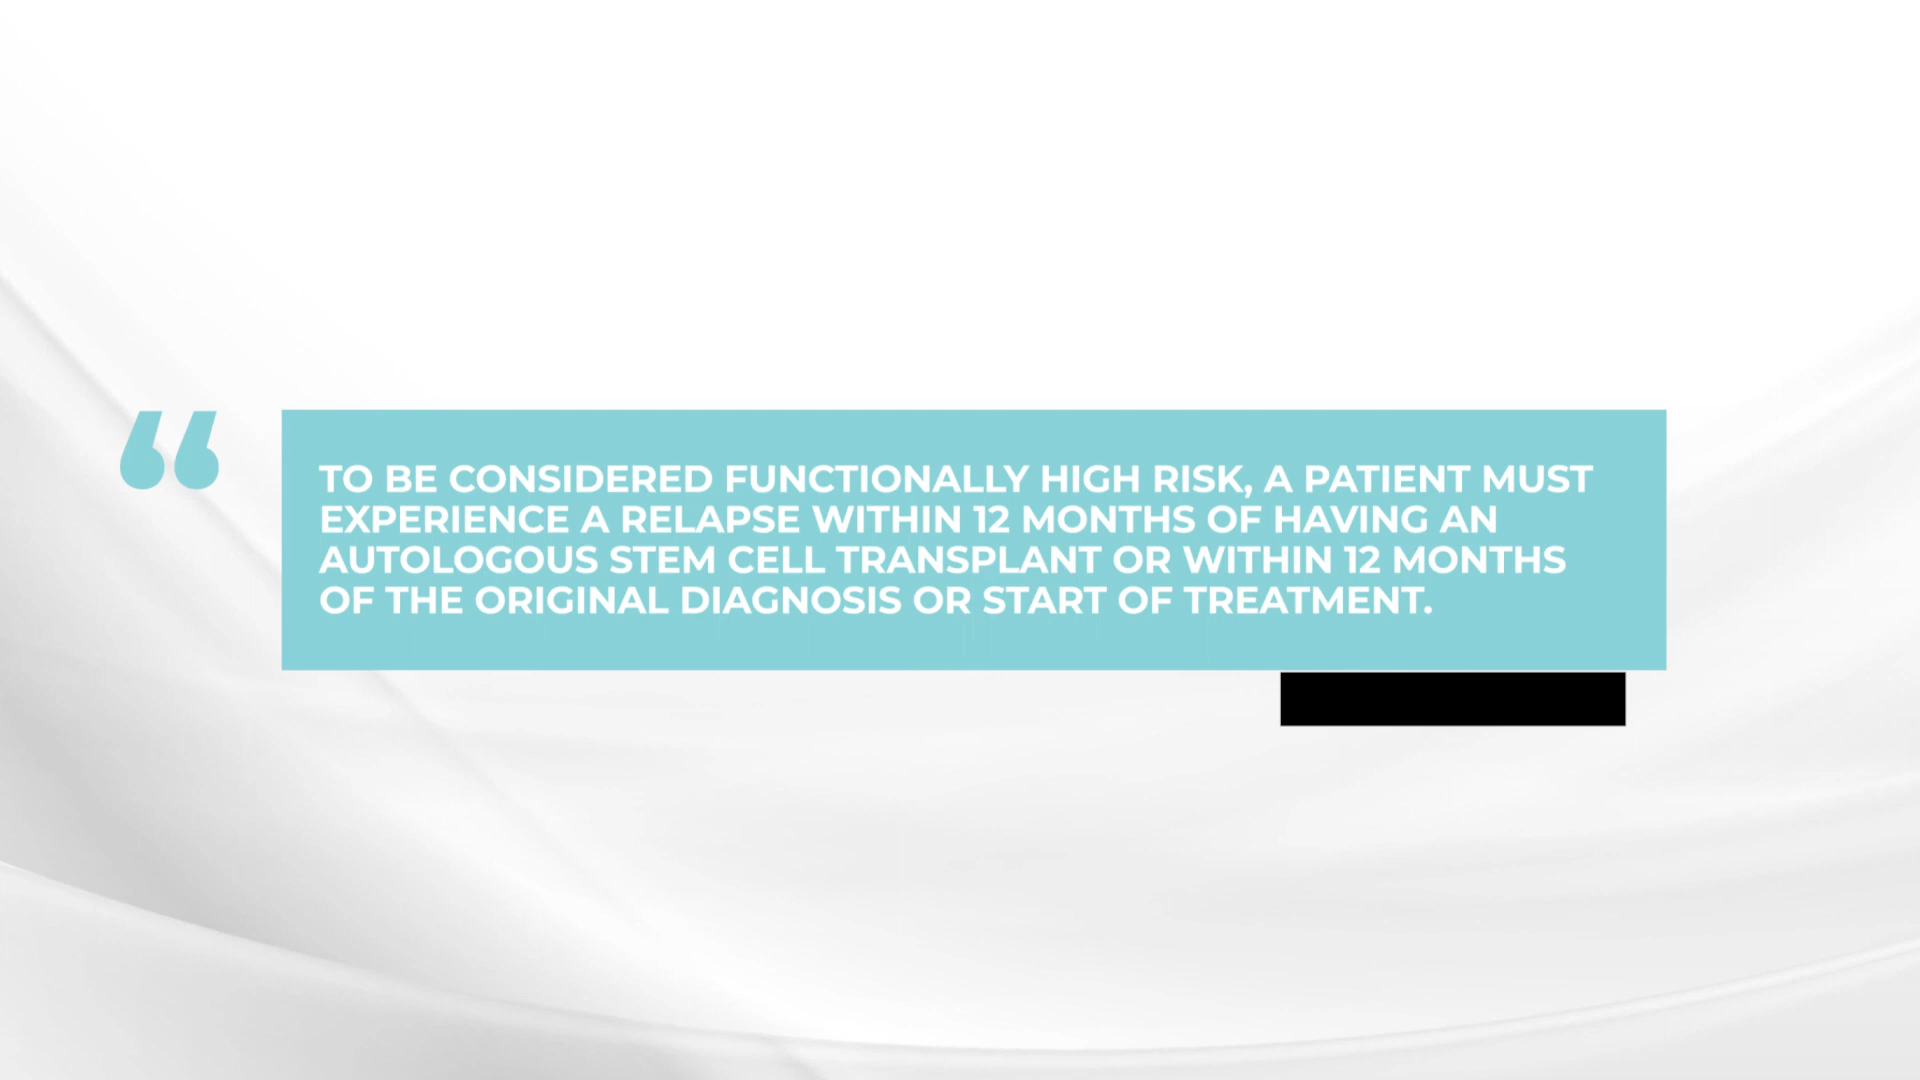 “
TO BE CONSIDERED FUNCTIONALLY HIGH RISK, A PATIENT MUST
EXPERIENCE A RELAPSE WITHIN 12 MONTHS OF HAVING AN
AUTOLOGOUS STEM CELL TRANSPLANT OR WITHIN 12 MONTHS
OF THE ORIGINAL DIAGNOSIS OR START OF TREATMENT.